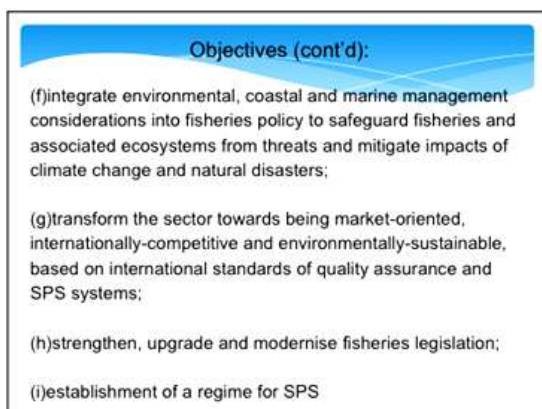 Objectives (cont'd):
(f)integrate environmental, coastal and marine management
considerations into fisheries policy to safeguard fisheries and
associated ecosystems from threats and mitigate impacts of
climate change and natural disasters;
(g)transform the sector towards being market-oriented,
internationally-competitive and environmentally-sustainable,
based on international standards of quality assurance and
SPS systems;
(h)strengthen, upgrade and modernise fisheries legislation;
(i)establishment of a regime for SPS